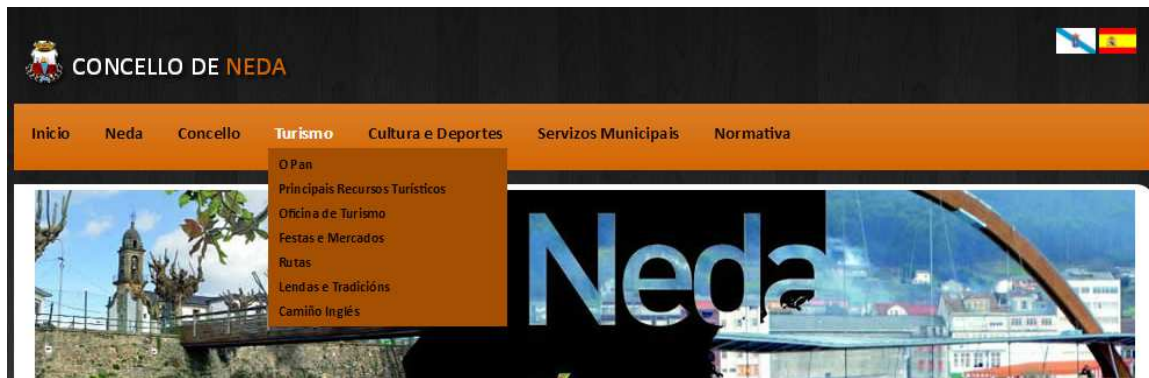 CONCELLO DE NEDA
Inicio Neda Concello Turismo Cultura e Deportes Servizos Municipais Normativa
O Pan
Principais Recursos Turísticos
Oficina de Turismo
Festas e Mercados
Rutas
Lendas e Tradicións
Camiño Inglés
Neda